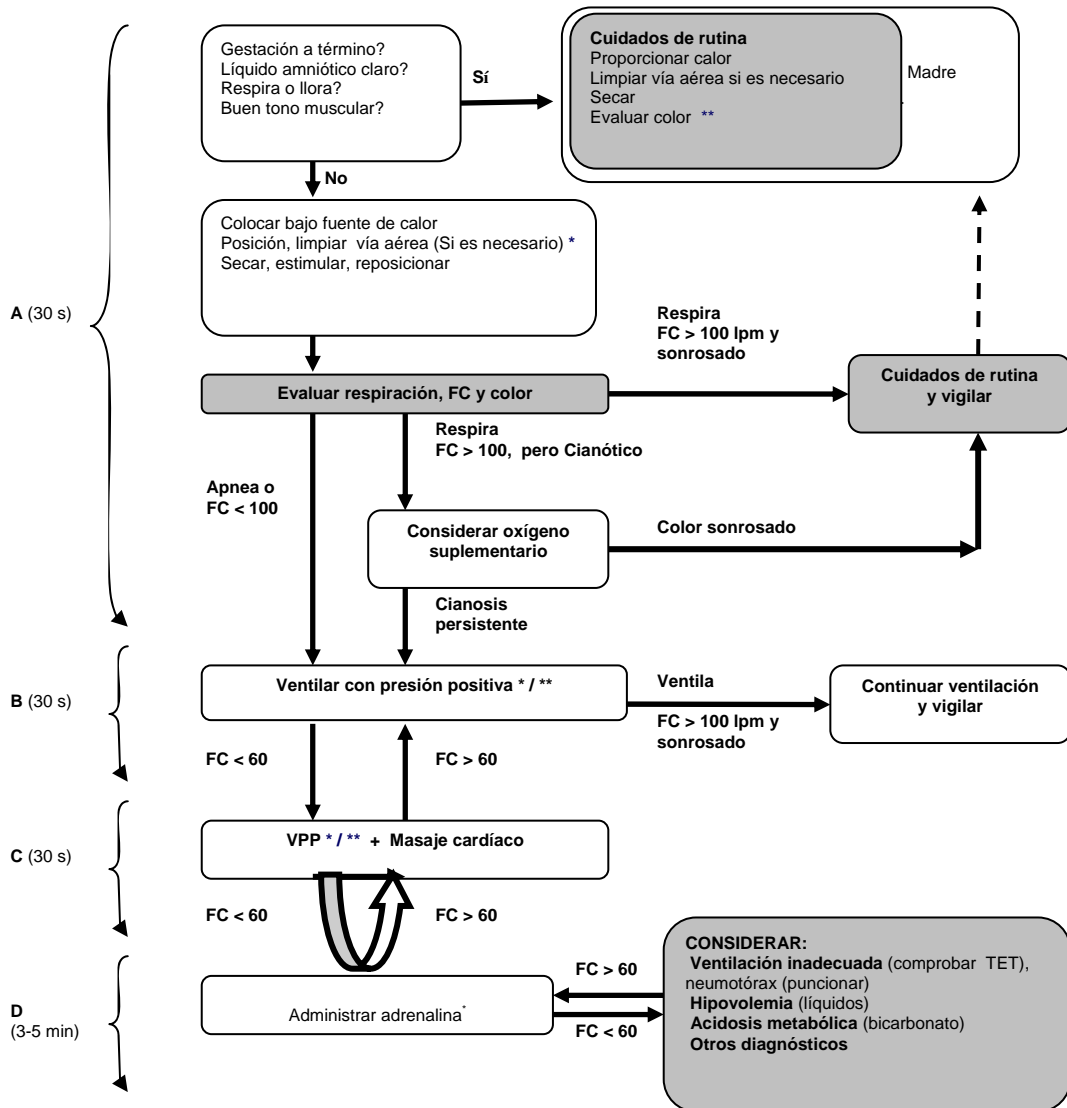 Gestación a término?
Líquido amniótico claro?
Respira o llora?
Buen tono muscular?
Sí
Cuidados de rutina
Proporcionar calor
Limpiar vía aérea si es necesario
Secar
Evaluar color **
Madre
No
Colocar bajo fuente de calor
Posición, limpiar vía aérea (Si es necesario) *
Secar, estimular, reposicionar
A (30 s)
Respira
FC > 100 lpm y
sonrosado
Evaluar respiración, FC y color
Cuidados de rutina
y vigilar
Respira
FC > 100, pero Cianótico
Apnea o
FC < 100
Considerar oxígeno
suplementario
Color sonrosado
Cianosis
persistente
B (30 s)
Ventilar con presión positiva * / **
Ventila
FC > 100 lpm y
sonrosado
Continuar ventilación
y vigilar
FC < 60
FC > 60
C (30 s)
VPP * / ** + Masaje cardíaco
FC < 60
FC > 60
D
(3-5 min)
Administrar adrenalina*
FC > 60
FC < 60
CONSIDERAR:
Ventilación inadecuada (comprobar TET),
neumotórax (puncionar)
Hipovolemia (líquidos)
Acidosis metabólica (bicarbonato)
Otros diagnósticos